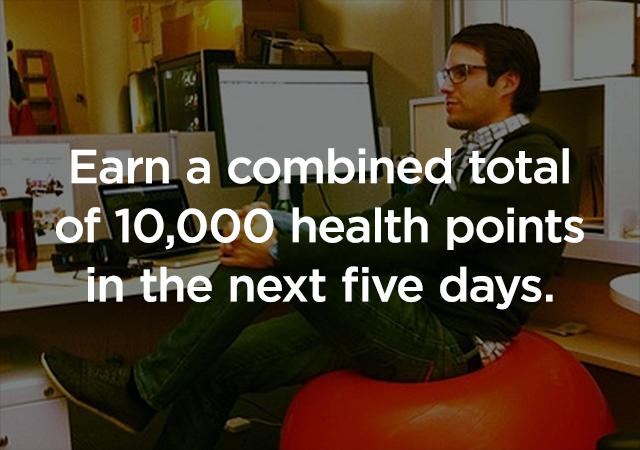 Earn a combined total
of 10,000 health points
in the next five days.